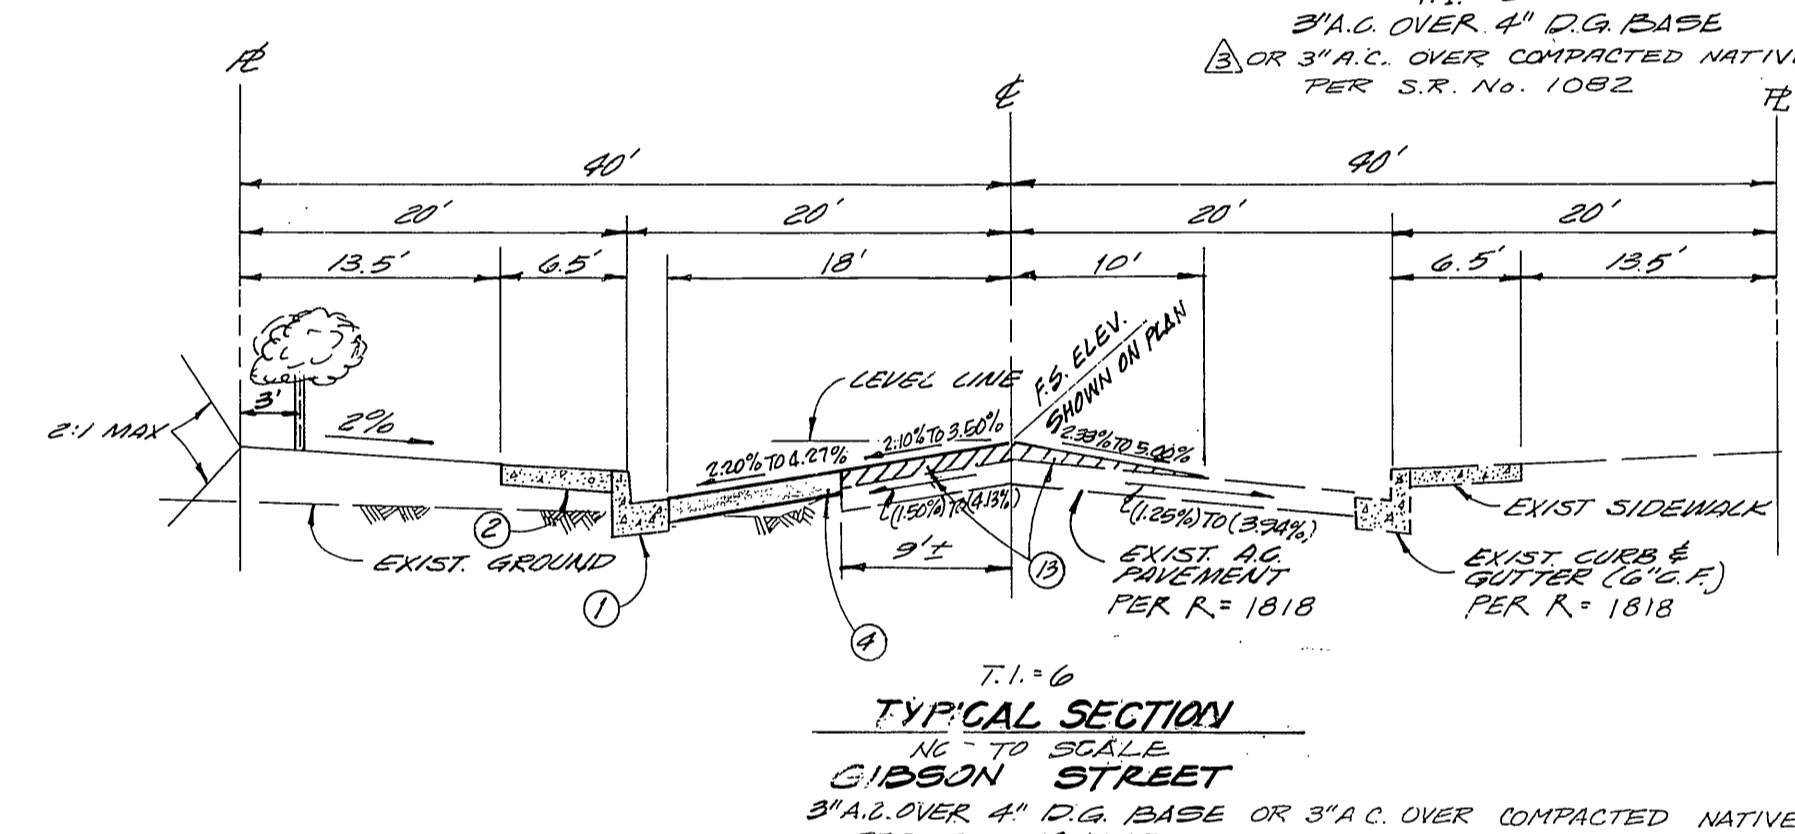 3" A.C. OVER 4" D.G. BASE
3 OR 3" A.C. OVER COMPACTED NATIVE
PER S.R. No. 1082
PL
CL
PL
40' 40'
20' 20' 20' 20'
13.5' 6.5' 18' 10' 6.5' 13.5'
F.S. ELEV.
SHOWN ON PLAN
LEVEL LINE
3'
2:1 MAX
2%
2.20% TO 4.27%
2.10% TO 3.50%
2.38% TO 5.00%
(1.50%) TO (4.13%)
(1.25%) TO (3.94%)
2
EXIST. GROUND
1
9'±
4
13
EXIST. A.C.
PAVEMENT
PER R= 1818
EXIST SIDEWALK
EXIST CURB &
GUTTER (6" C.F.)
PER R= 1818
T.I.=6
TYPICAL SECTION
TO SCALE
GIBSON STREET
3" A.C. OVER 4" D.G. BASE OR 3" A.C. OVER COMPACTED NATIVE